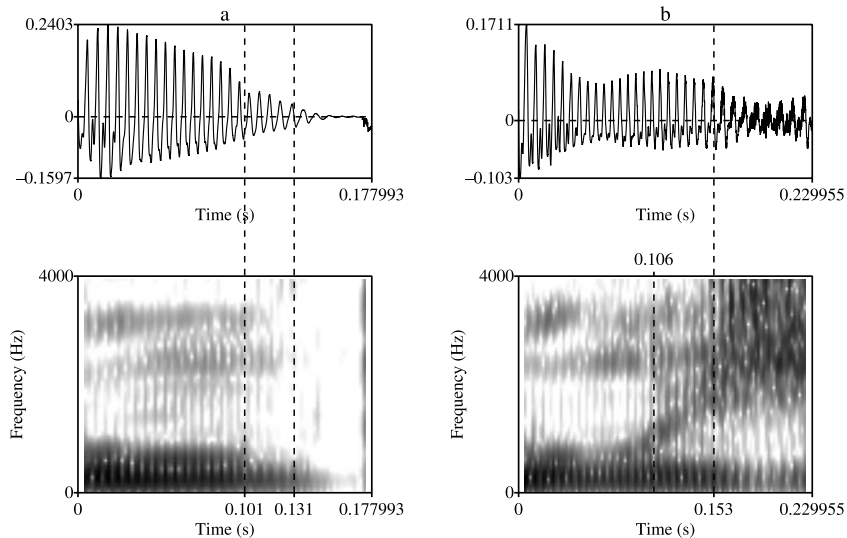 a
0.2403
0
–0.1597
0
0.177993
Time (s)
b
0.1711
0
–0.103
0
0.229955
Time (s)
4000
0
Frequency (Hz)
0
0.101
0.131
0.177993
Time (s)
0.106
4000
0
Frequency (Hz)
0
0.153
0.229955
Time (s)